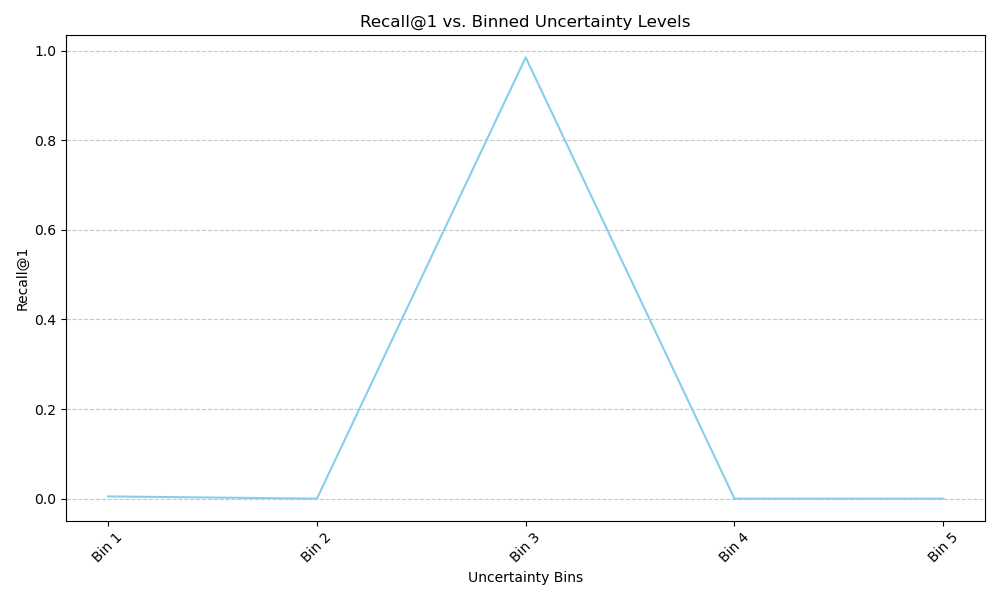 Recall@1 vs. Binned Uncertainty Levels
1.0
0.8
0.6
0.4
0.2
0.0
Recall@1
Bin 1
Bin 2
Bin 3
Bin 4
Bin 5
Uncertainty Bins